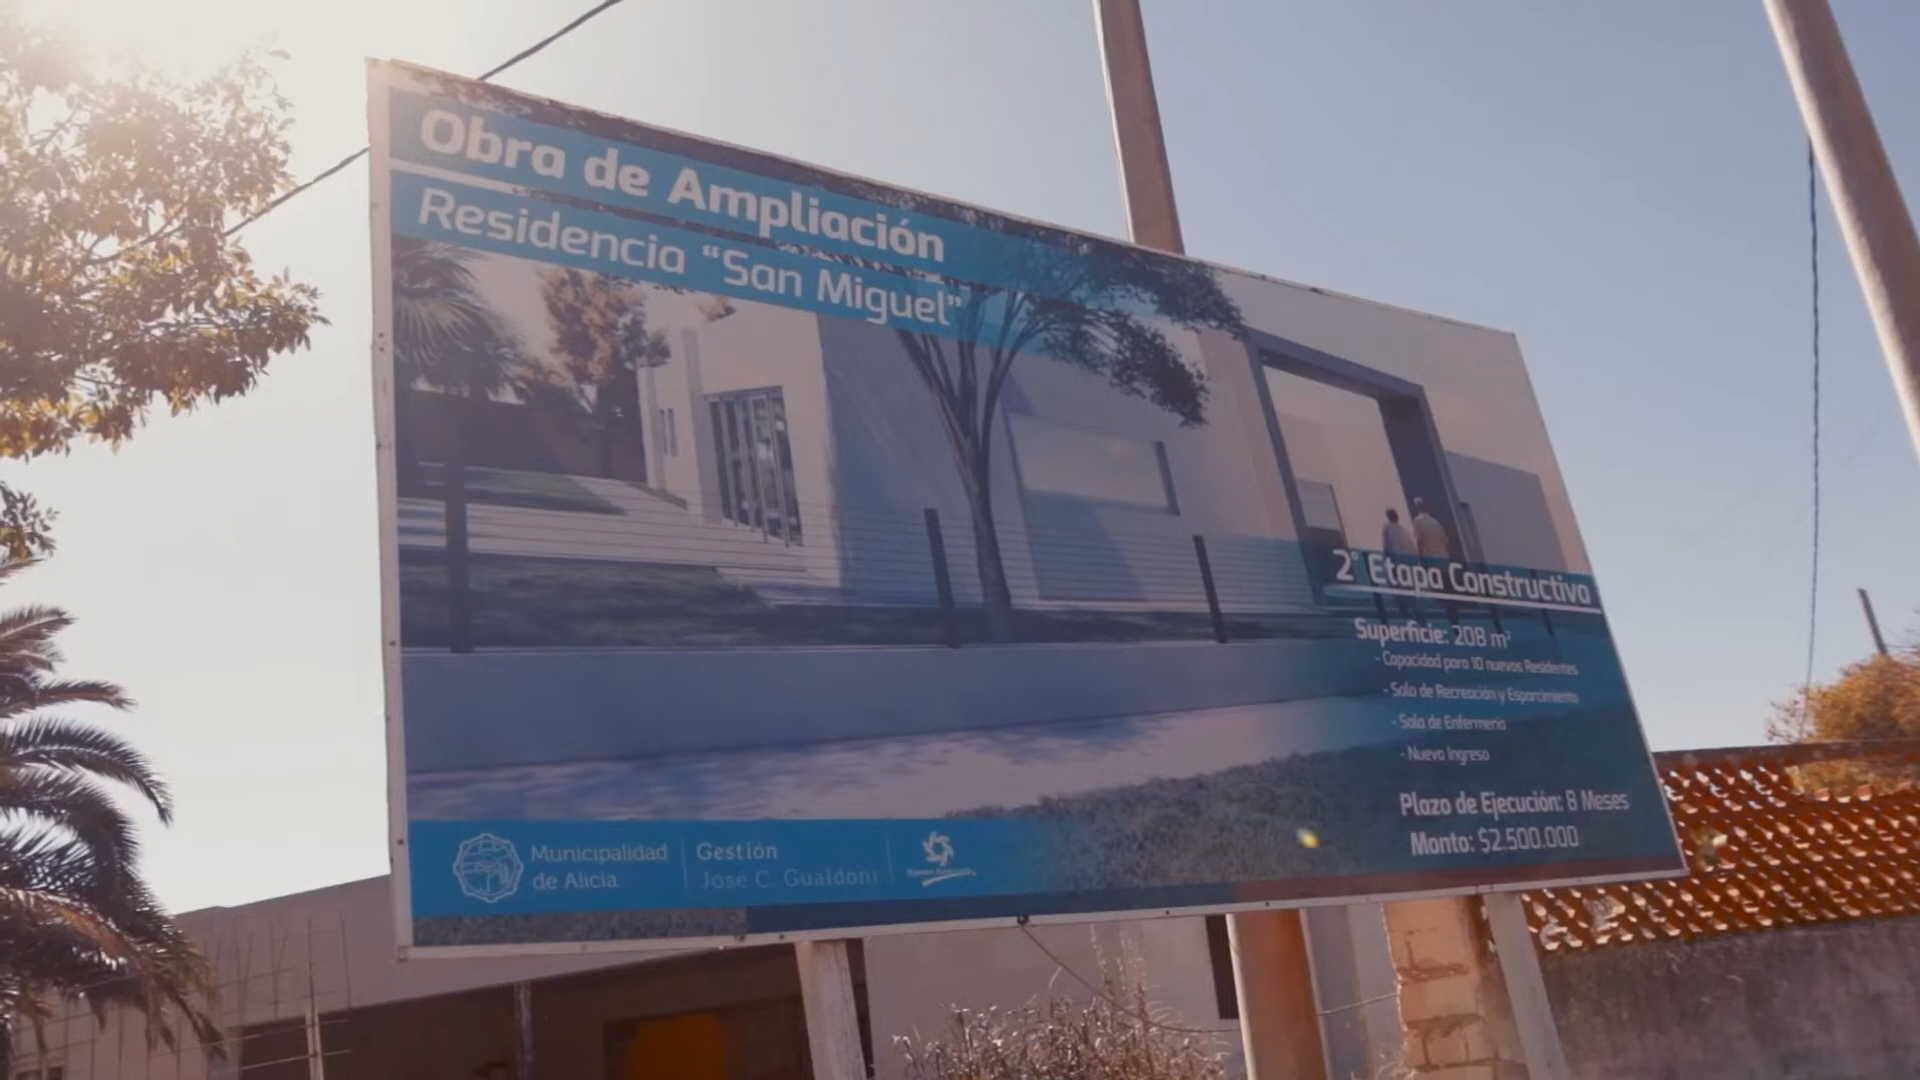 Obra de Ampliación
Residencia “San Miguel”
2° Etapa Constructiva
Superficie: 208 m²
- Capacidad para 10 nuevos Residentes
- Sala de Recreación y Esparcimiento
- Sala de Enfermería
- Nuevo Ingreso
Plazo de Ejecución: 8 Meses
Monto: $2.500.000
Municipalidad
de Alicia
Gestión
José C. Gualdoni